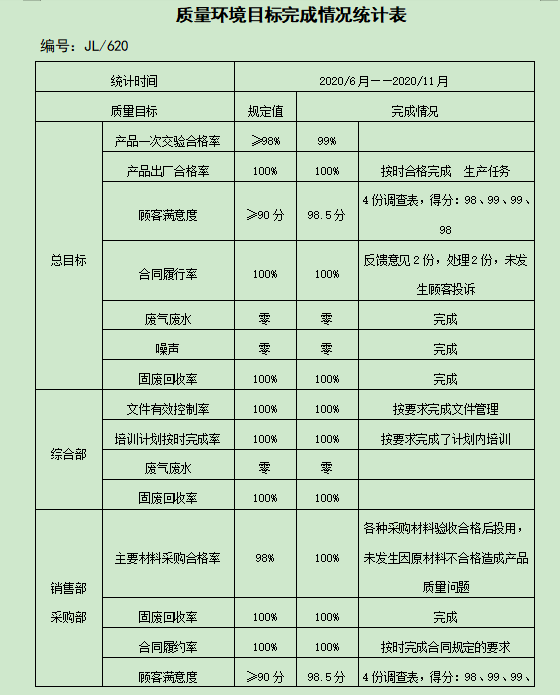 质量环境目标完成情况统计表
编号：JL/620
统计时间 2020/6月——2020/11月
质量目标 规定值 完成情况
总目标
产品一次交验合格率 ≥98% 99%
产品出厂合格率 100% 100% 按时合格完成 生产任务
顾客满意度 ≥90分 98.5分 4份调查表，得分：98、99、99、
98
合同履行率 100% 100% 反馈意见2份，处理2份，未发
生顾客投诉
废气废水 零 零 完成
噪声 零 零 完成
固废回收率 100% 100% 完成
综合部
文件有效控制率 100% 100% 按要求完成文件管理
培训计划按时完成率 100% 100% 按要求完成了计划内培训
废气废水 零 零
固废回收率 100% 100%
销售部
采购部
主要材料采购合格率 98% 100% 各种采购材料验收合格后投用，
未发生因原材料不合格造成产品
质量问题
固废回收率 100% 100% 完成
合同履约率 100% 100% 按时完成合同规定的要求
顾客满意度 ≥90分 98.5分 4份调查表，得分：98、99、99、